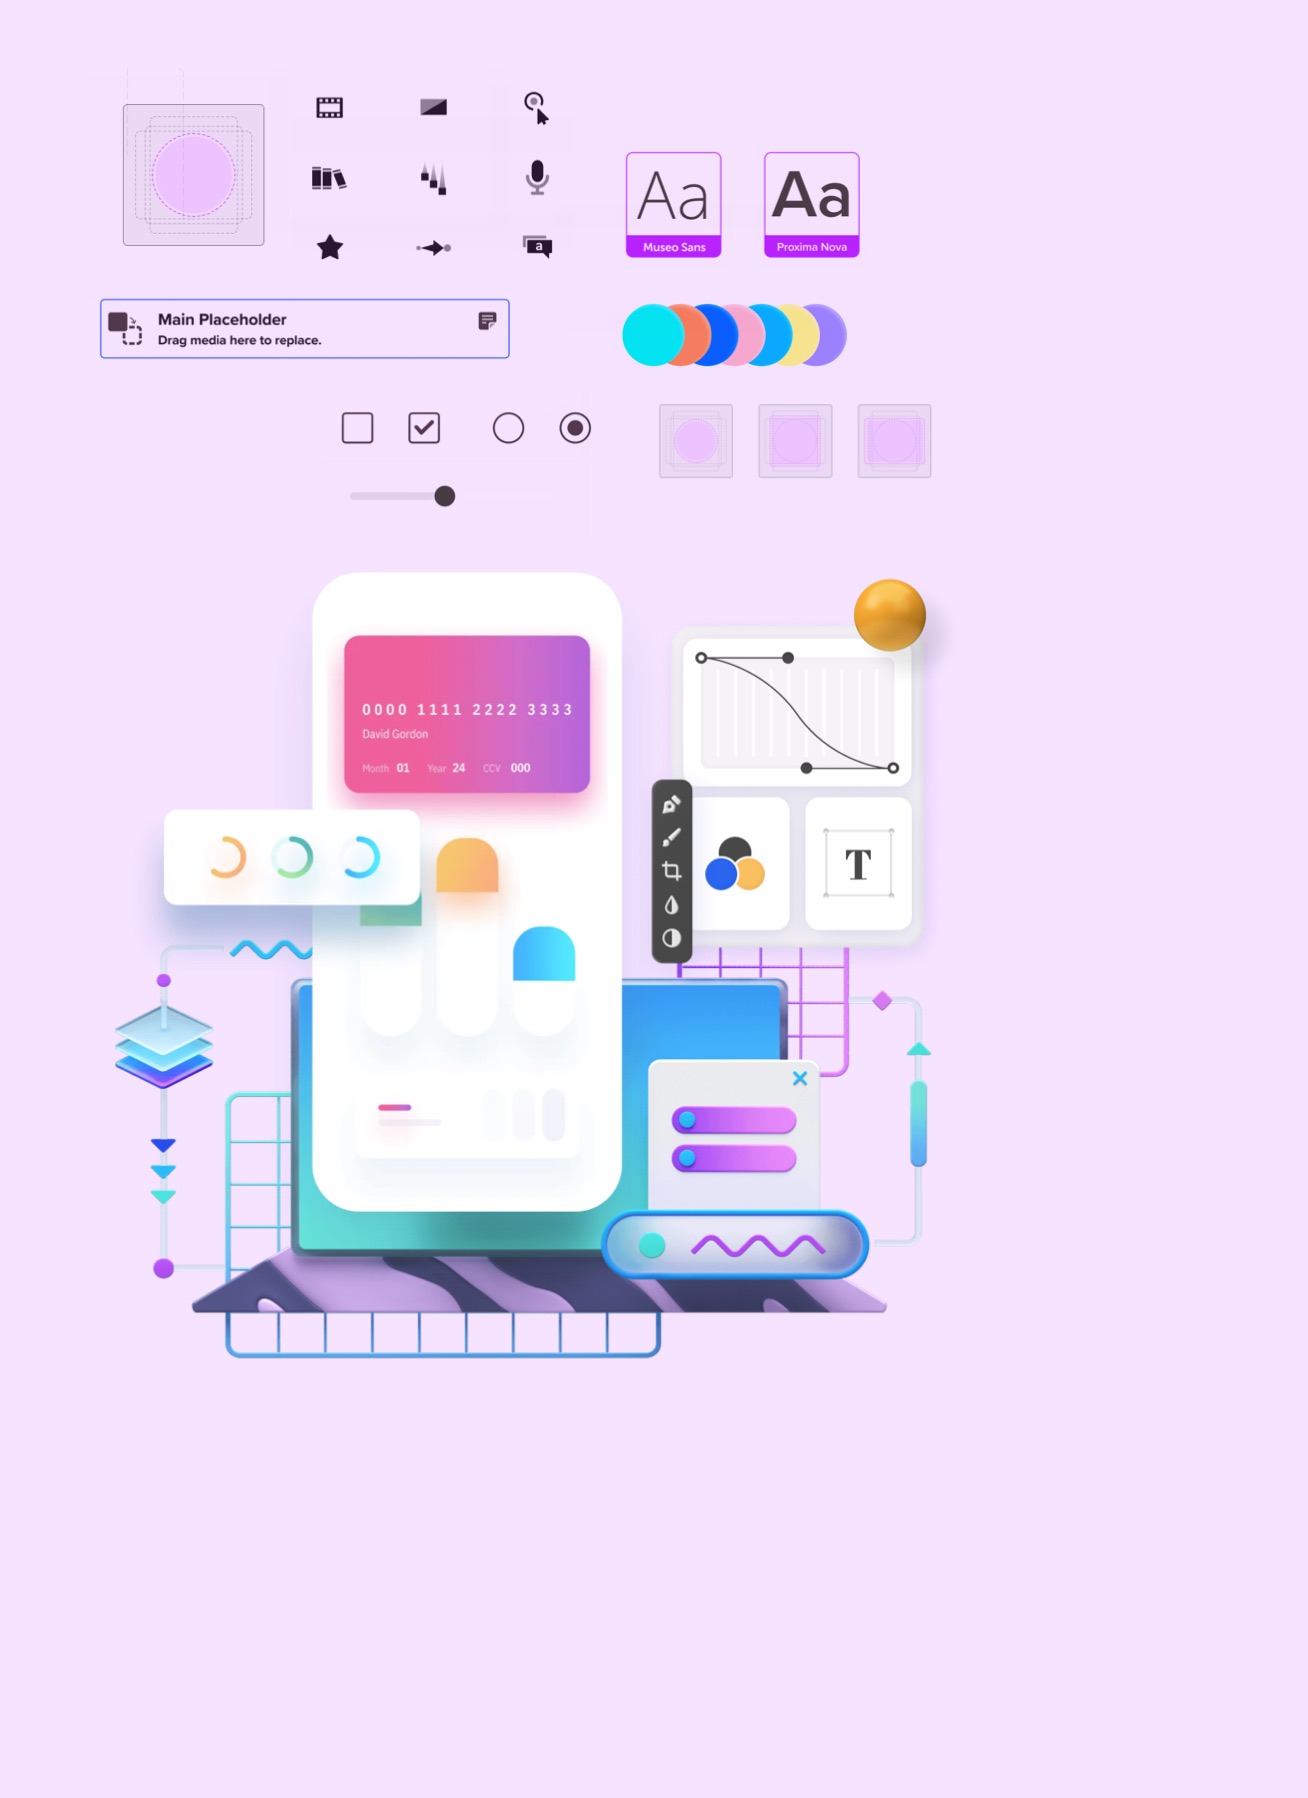 a
Aa
Museo Sans
Aa
Proxima Nova
Main Placeholder
Drag media here to replace.
0000 1111 2222 3333
David Gordon
Month 01 Year 24 CCV 000
T